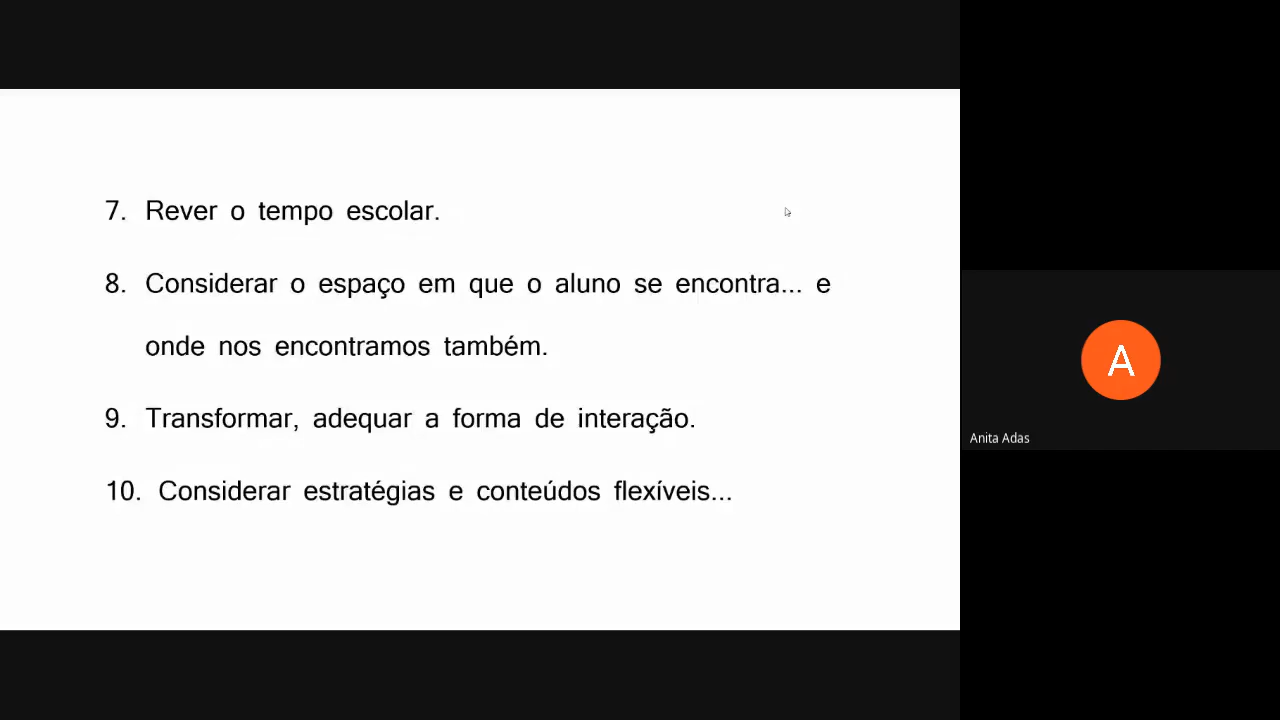 7. Rever o tempo escolar.
8. Considerar o espaço em que o aluno se encontra... e
onde nos encontramos também.
9. Transformar, adequar a forma de interação.
10. Considerar estratégias e conteúdos flexíveis...
A
Anita Adas